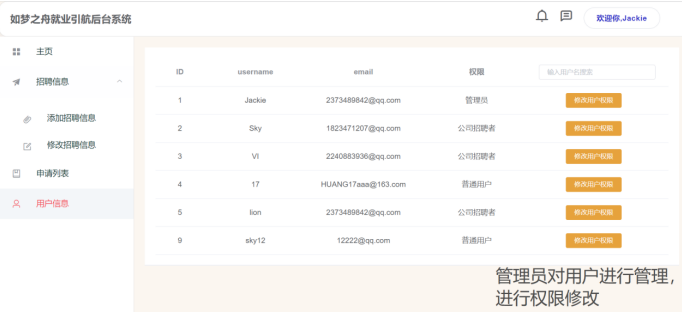 如梦之舟就业引航后台系统
欢迎你,Jackie
主页
招聘信息
添加招聘信息
修改招聘信息
申请列表
用户信息
ID username email 权限 输入用户名搜索
1 Jackie 2373489842@qq.com 管理员 修改用户权限
2 Sky 1823471207@qq.com 公司招聘者 修改用户权限
3 VI 2240883936@qq.com 公司招聘者 修改用户权限
4 17 HUANG17aaa@163.com 普通用户 修改用户权限
5 lion 2373489842@qq.com 公司招聘者 修改用户权限
9 sky12 12222@qq.com 普通用户 修改用户权限
管理员对用户进行管理，
进行权限修改